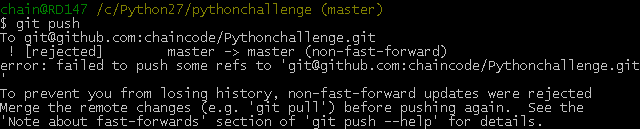 chain@RD147 /c/Python27/pythonchallenge (master)
$ git push
To git@github.com:chaincode/Pythonchallenge.git
 ! [rejected]        master -> master (non-fast-forward)
error: failed to push some refs to 'git@github.com:chaincode/Pythonchallenge.git
'
To prevent you from losing history, non-fast-forward updates were rejected
Merge the remote changes (e.g. 'git pull') before pushing again.  See the
'Note about fast-forwards' section of 'git push --help' for details.